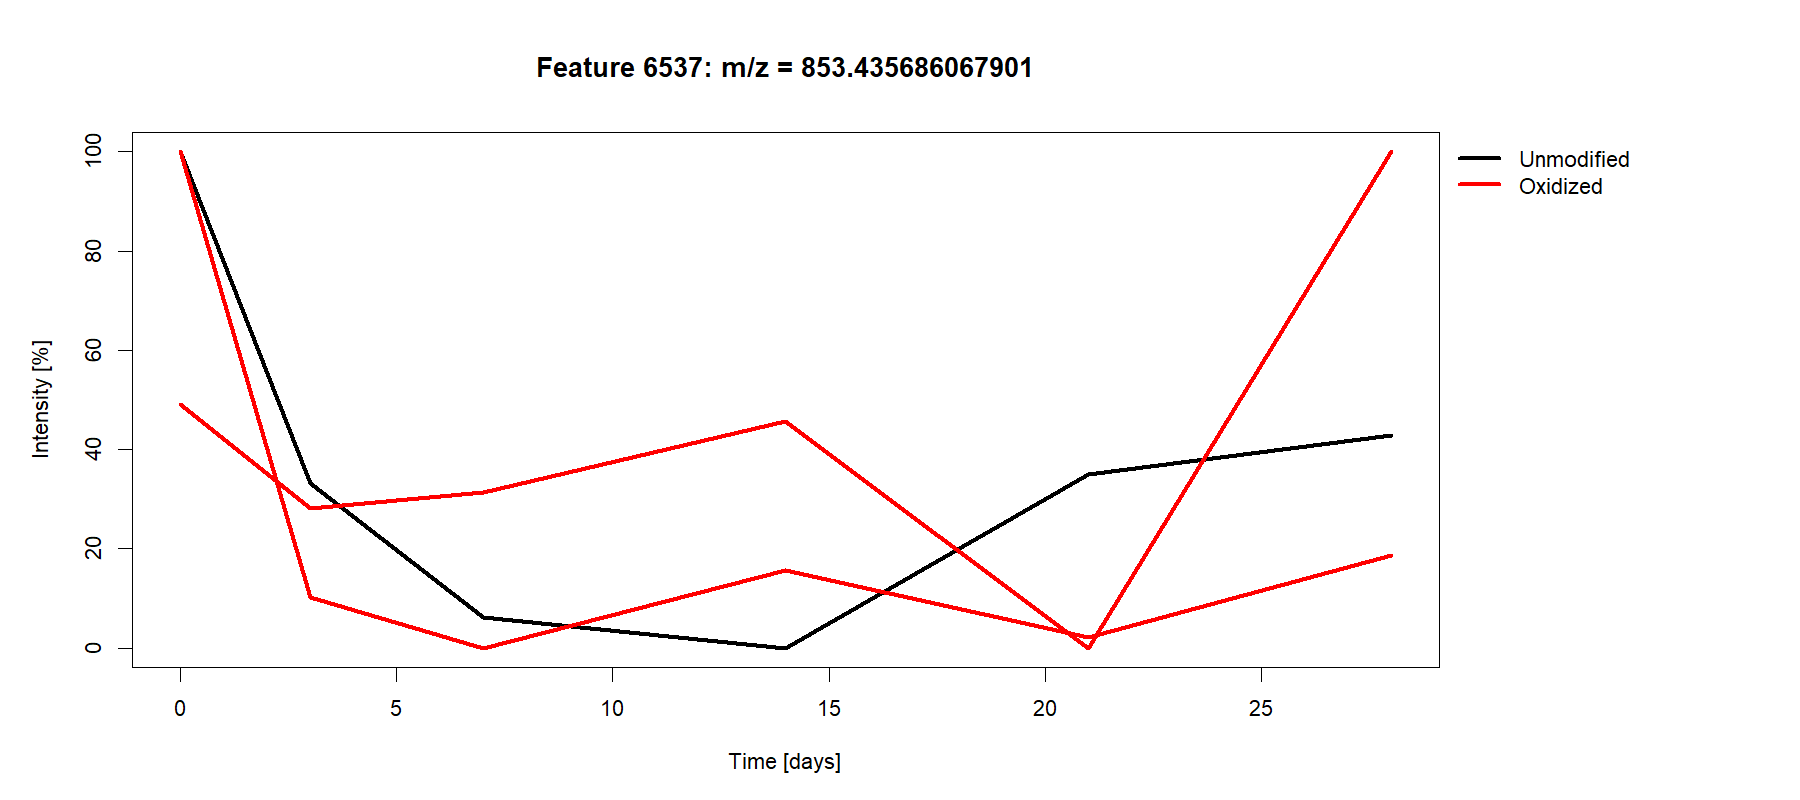 Feature 6537: m/z = 853.435686067901
Unmodified
Oxidized
Intensity [%]
100
80
60
40
20
0
0 5 10 15 20 25
Time [days]